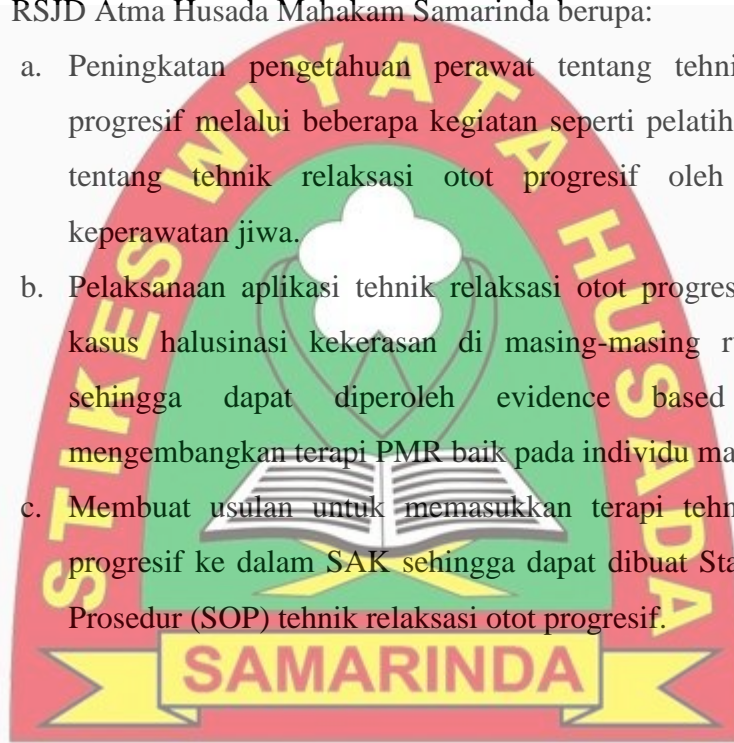 RSJD Atma Husada Mahakam Samarinda berupa:
a. Peningkatan pengetahuan perawat tentang tehni
progresif melalui beberapa kegiatan seperti pelatih
tentang tehnik relaksasi otot progresif oleh
keperawatan jiwa.
b. Pelaksanaan aplikasi tehnik relaksasi otot progres
kasus halusinasi kekerasan di masing-masing r
sehingga dapat diperoleh evidence based
mengembangkan terapi PMR baik pada individu ma
c. Membuat usulan untuk memasukkan terapi tehn
progresif ke dalam SAK sehingga dapat dibuat Sta
Prosedur (SOP) tehnik relaksasi otot progresif.
STIKES WIYATA HUSADA
SAMARINDA